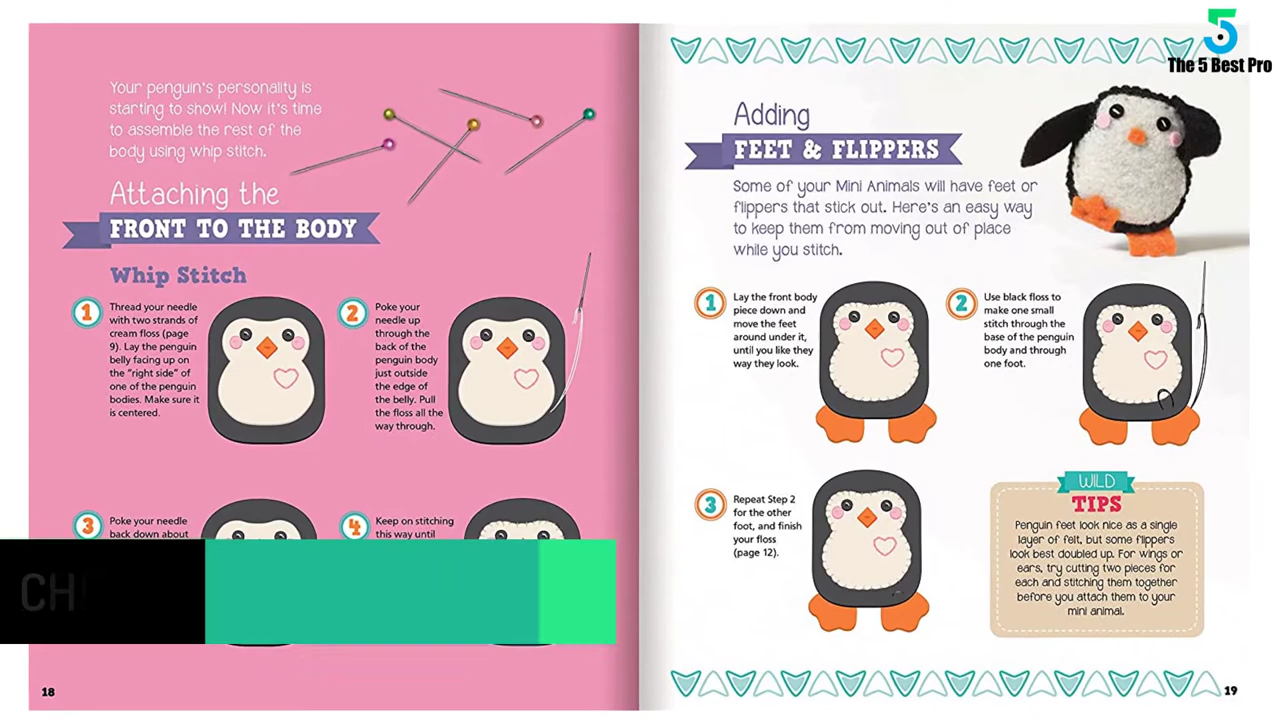 5
The 5 Best Pro
Your penguin's personality is
starting to show! Now it's time
to assemble the rest of the
body using whip stitch.
Attaching the
FRONT TO THE BODY
Whip Stitch
1
Thread your needle
with two strands of
cream floss (page
9). Lay the penguin
belly facing up on
the "right side" of
one of the penguin
bodies. Make sure it
is centered.
2
Poke your
needle up
through the
back of the
penguin body
just outside
the edge of
the belly. Pull
the floss all the
way through.
3
Poke your needle
back down about
4
Keep on stitching
this way until
CH
18
Adding
FEET & FLIPPERS
Some of your Mini Animals will have feet or
flippers that stick out. Here's an easy way
to keep them from moving out of place
while you stitch.
1
Lay the front body
piece down and
move the feet
around under it,
until you like they
way they look.
2
Use black floss to
make one small
stitch through the
base of the penguin
body and through
one foot.
3
Repeat Step 2
for the other
foot, and finish
your floss
(page 12).
WILD
TIPS
Penguin feet look nice as a single
layer of felt, but some flippers
look best doubled up. For wings or
ears, try cutting two pieces for
each and stitching them together
before you attach them to your
mini animal.
19